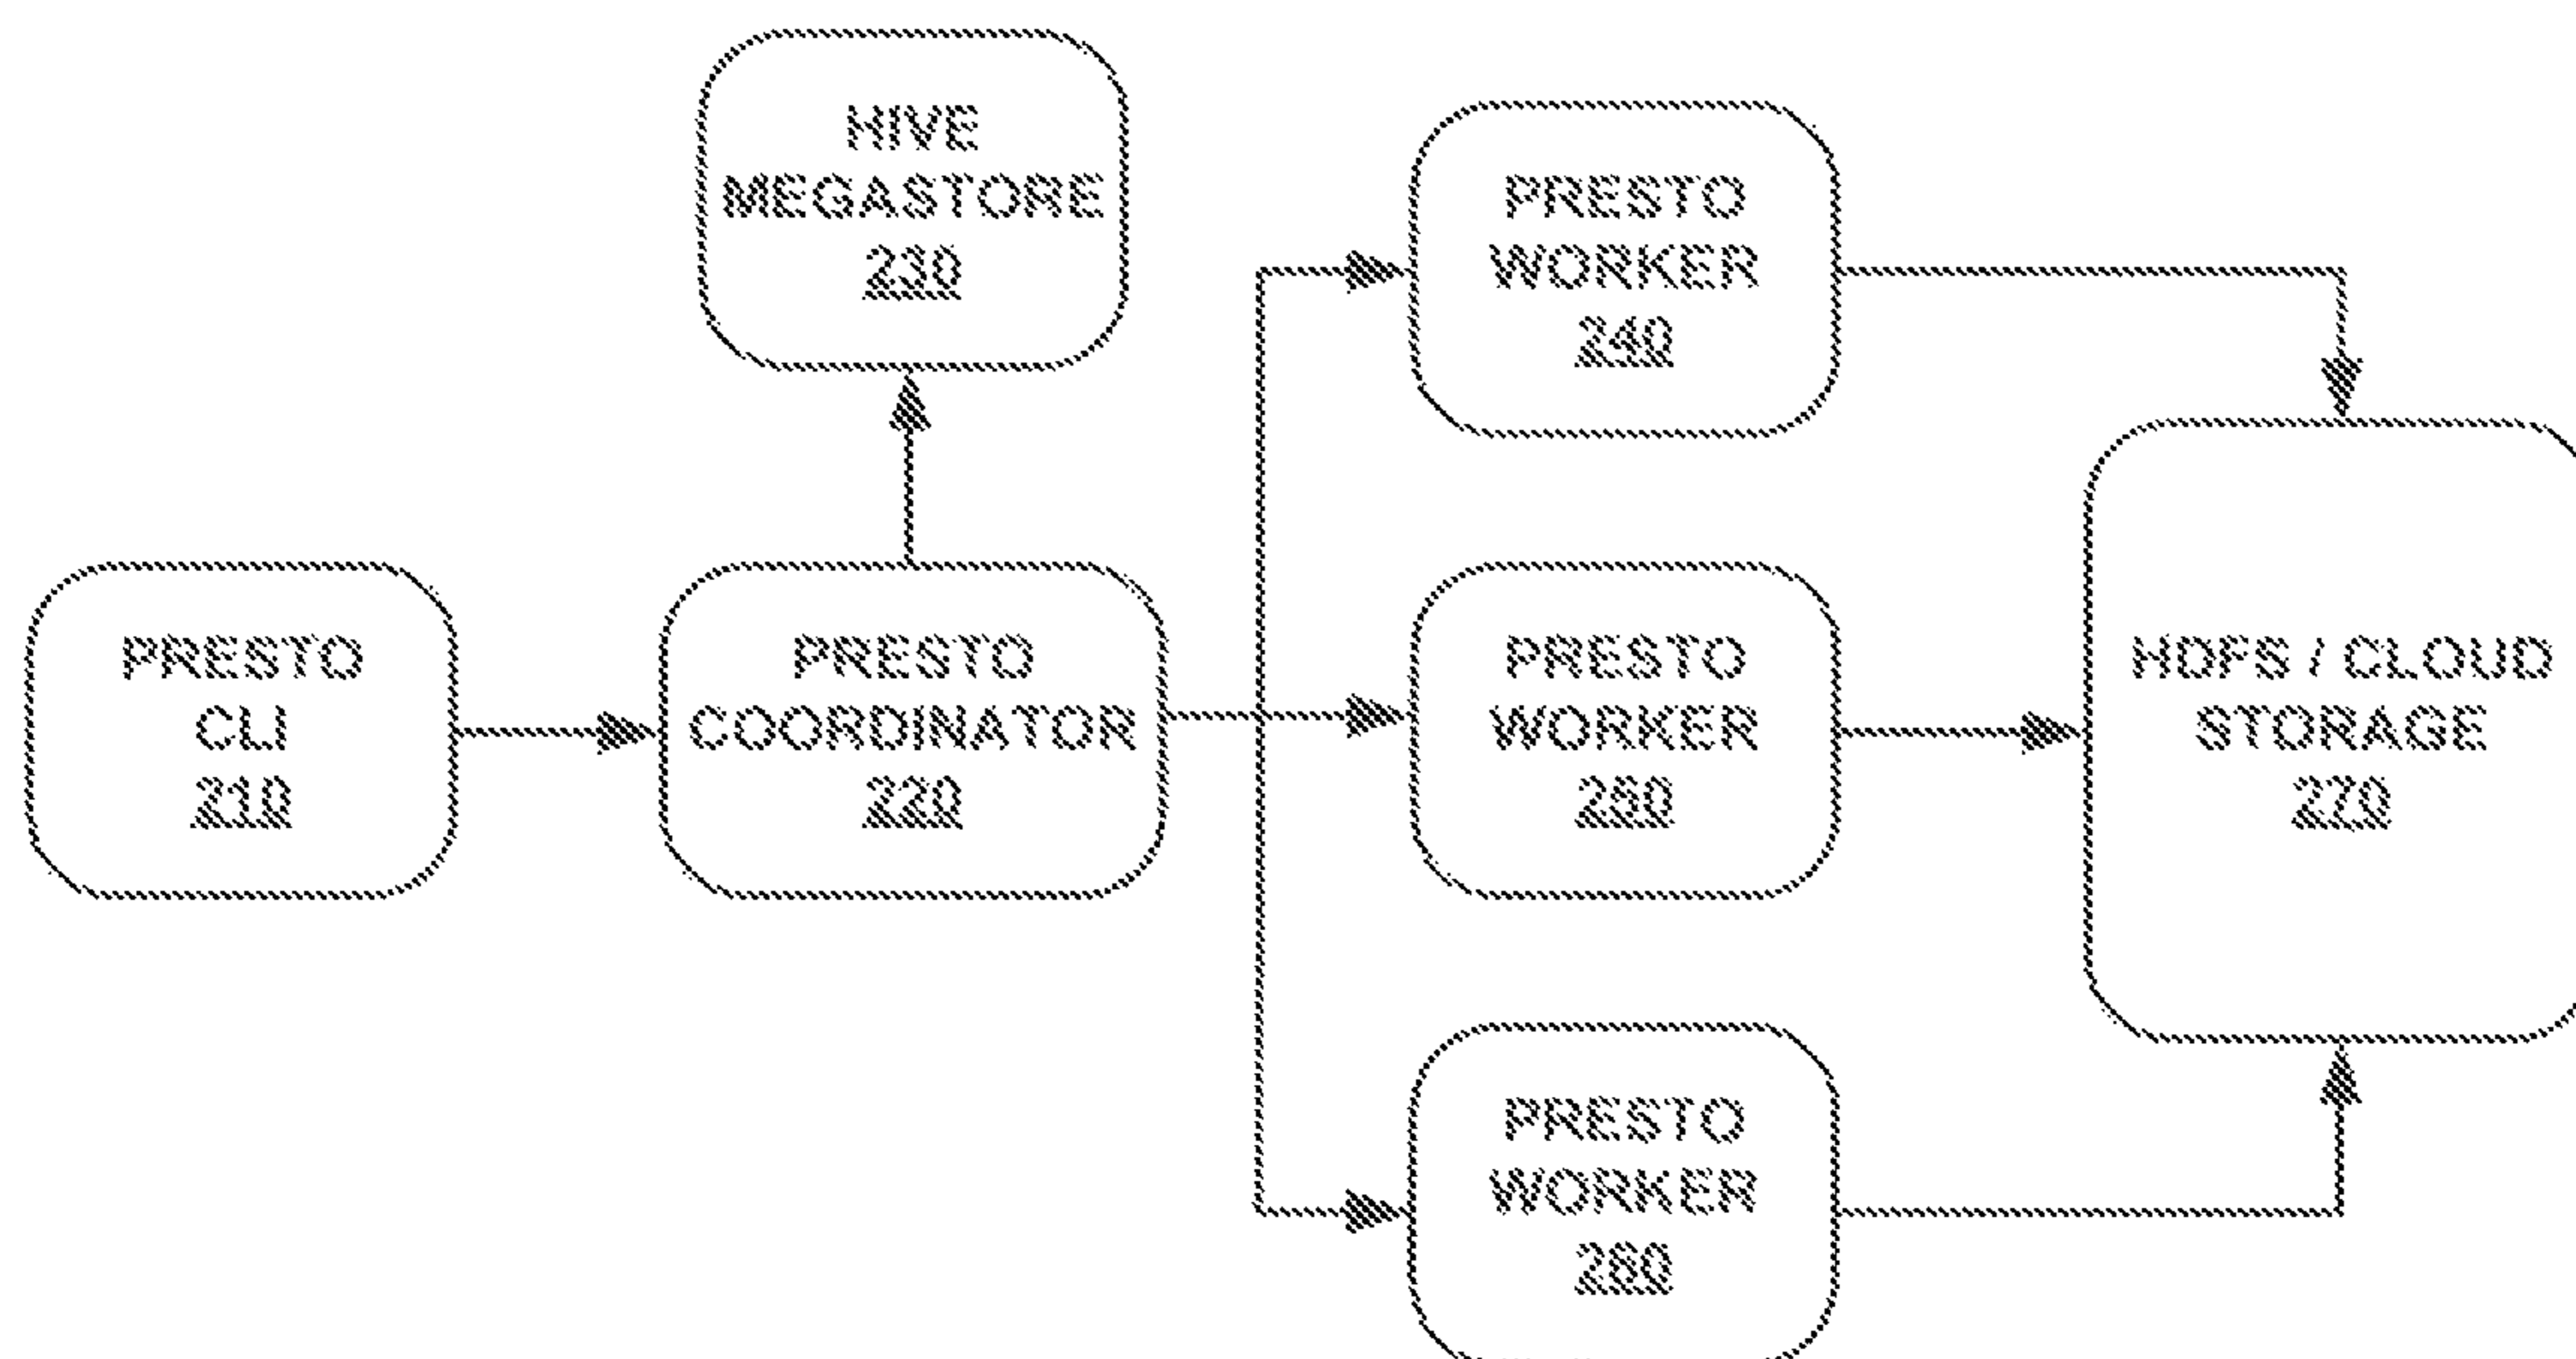 HIVE
MEGASTORE
230
PRESTO
WORKER
240
PRESTO
CLI
210
PRESTO
COORDINATOR
220
PRESTO
WORKER
250
HDFS / CLOUD
STORAGE
270
PRESTO
WORKER
260